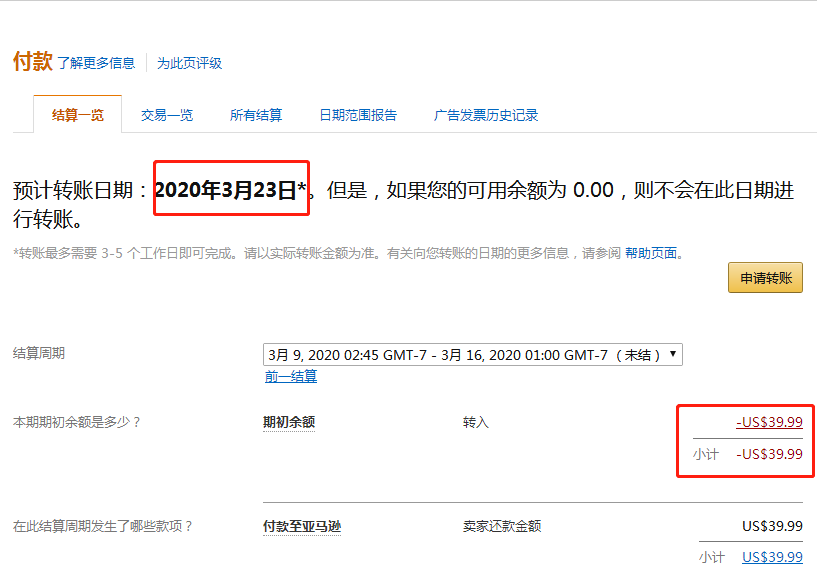 付款 了解更多信息 为此页评级
结算一览 交易一览 所有结算 日期范围报告 广告发票历史记录
预计转账日期：2020年3月23日*。但是，如果您的可用余额为 0.00，则不会在此日期进
行转账。
*转账最多需要 3-5 个工作日即可完成。请以实际转账金额为准。有关向您转账的日期的更多信息，请参阅 帮助页面。
申请转账
结算周期 3月 9, 2020 02:45 GMT-7 - 3月 16, 2020 01:00 GMT-7（未结）
前一结算
本期期初余额是多少？ 期初余额 转入 -US$39.99
小计 -US$39.99
在此结算周期发生了哪些款项？ 付款至亚马逊 卖家还款金额 US$39.99
小计 US$39.99